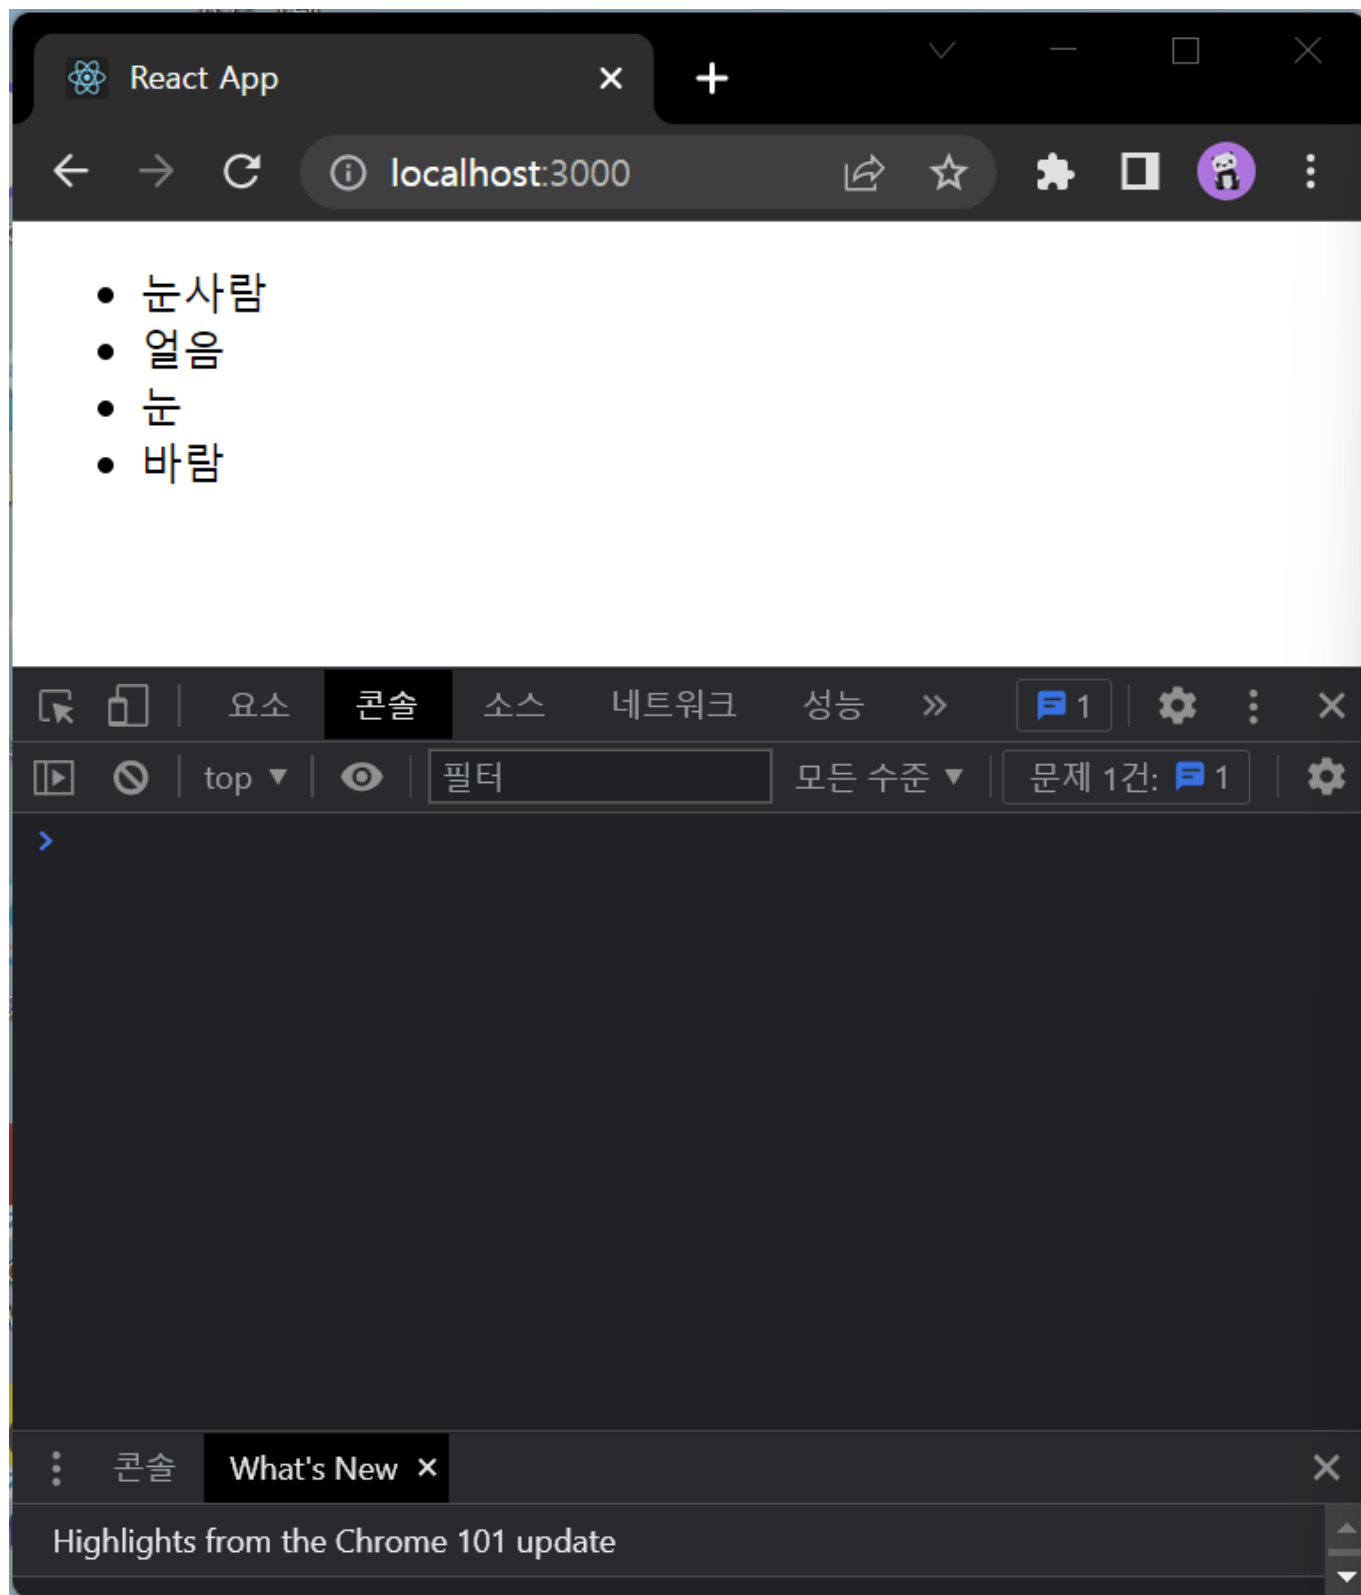 React App
localhost:3000
눈사람
얼음
눈
바람
요소 콘솔 소스 네트워크 성능 » 1
top ▼ 필터 모든 수준 ▼ 문제 1건: 1
콘솔 What's New
Highlights from the Chrome 101 update